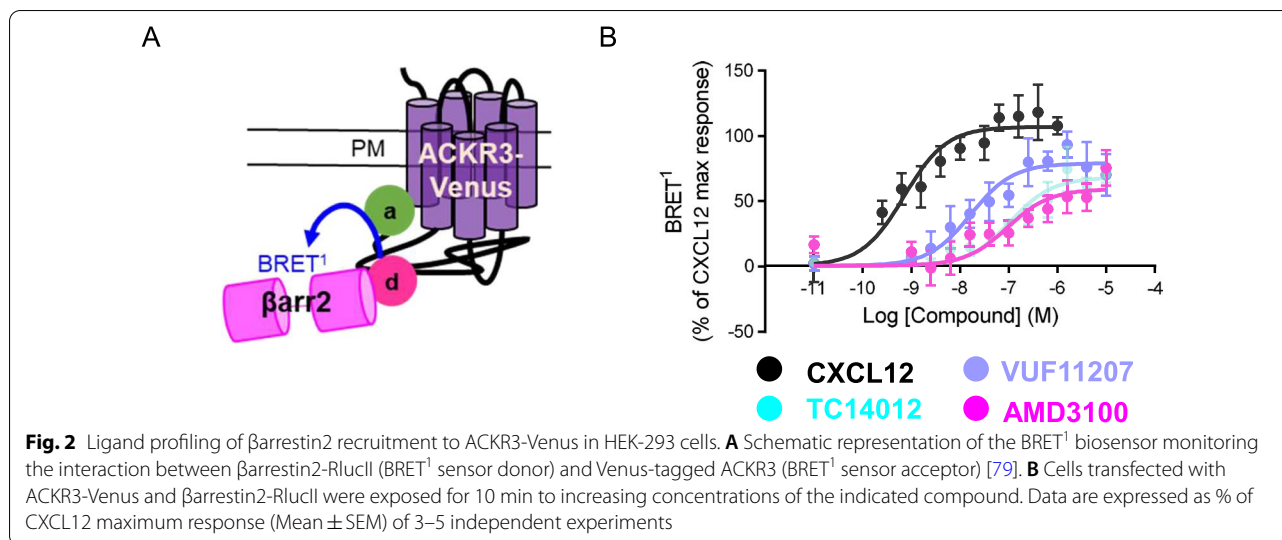 A
B
PM
ACKR3-
Venus
a
BRET¹
d
βarr2
BRET¹
(% of CXCL12 max response)
150
100
50
0
-50
-11 -10 -9 -8 -7 -6 -5 -4
Log [Compound] (M)
CXCL12 VUF11207
TC14012 AMD3100
Fig. 2 Ligand profiling of βarrestin2 recruitment to ACKR3-Venus in HEK-293 cells. A Schematic representation of the BRET¹ biosensor monitoring
the interaction between βarrestin2-RlucII (BRET¹ sensor donor) and Venus-tagged ACKR3 (BRET¹ sensor acceptor) [79]. B Cells transfected with
ACKR3-Venus and βarrestin2-RlucII were exposed for 10 min to increasing concentrations of the indicated compound. Data are expressed as % of
CXCL12 maximum response (Mean ± SEM) of 3–5 independent experiments